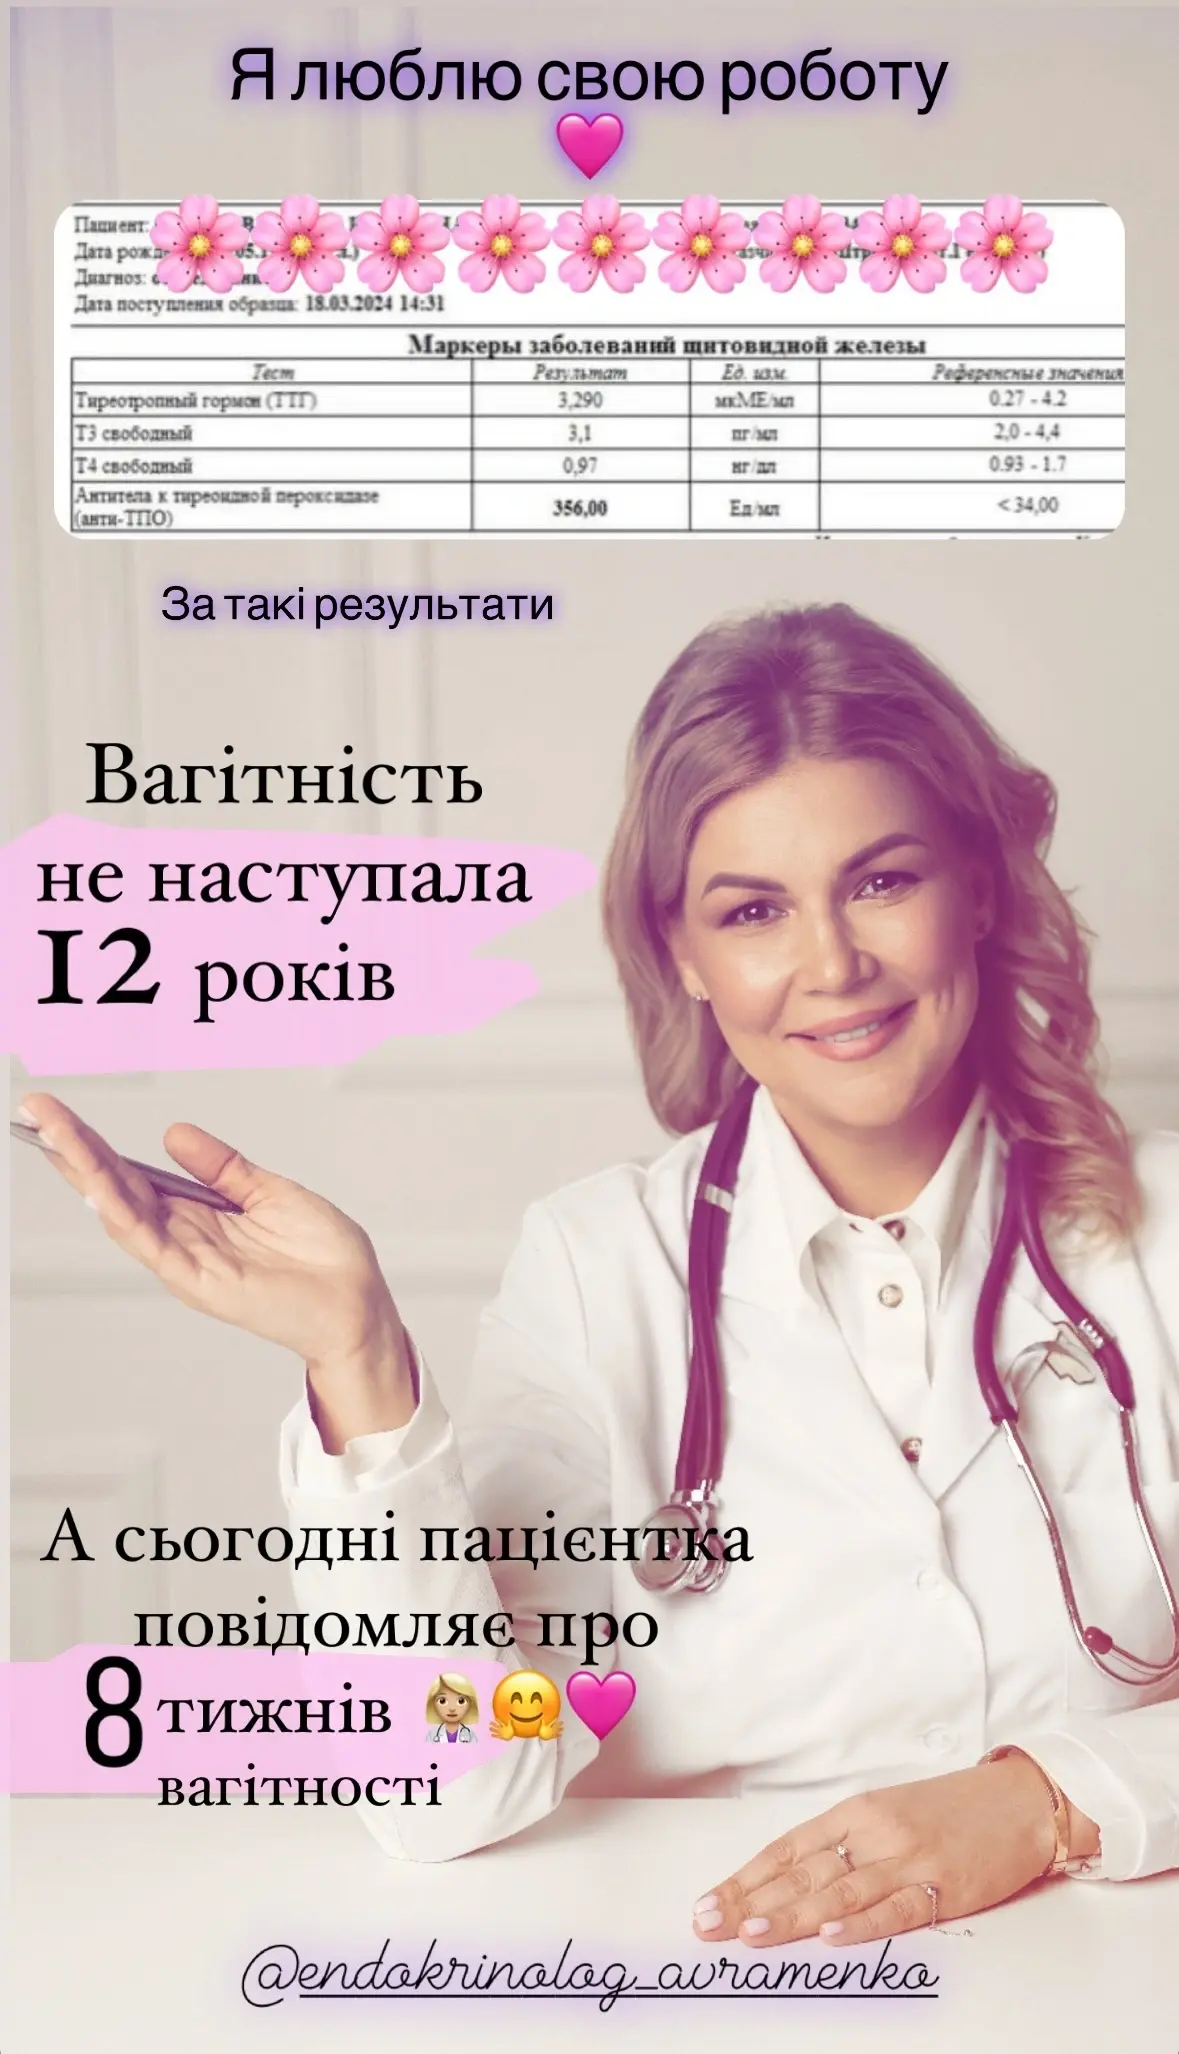 Я люблю свою роботу
Пациент:
Дата рожд
Диагноз:
Дата поступления образца: 18.03.2024 14:31
Маркеры заболеваний щитовидной железы
Тест Результат Ед. изм. Референсные значения
Тиреотропный гормон (ТТГ) 3,290 мкМЕ/мл 0.27 - 4.2
Т3 свободный 3,1 пг/мл 2,0 - 4,4
Т4 свободный 0,97 нг/дл 0.93 - 1.7
Антитела к тиреоидной пероксидазе
(анти-ТПО) 356,00 Ед/мл < 34,00
За такі результати
Вагітність
не наступала
12 років
А сьогодні пацієнтка
повідомляє про
8 тижнів
вагітності
@endokrinolog_avramenko